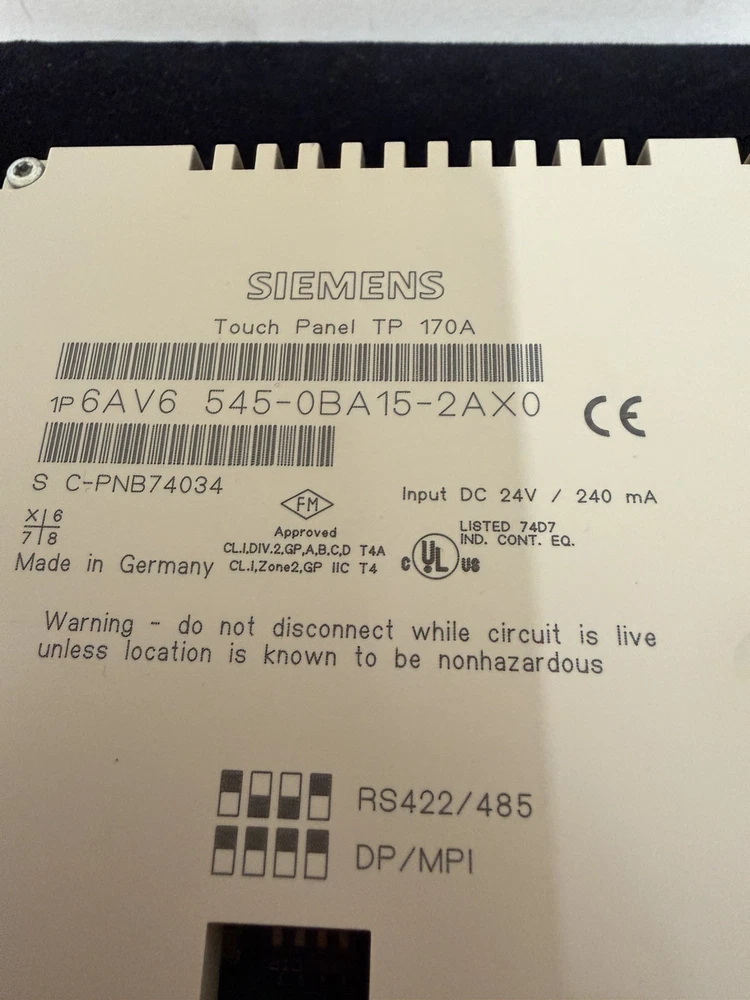 SIEMENS
Touch Panel TP 170A
1P 6AV6 545-0BA15-2AX0
CE
S C-PNB74034
FM
Approved
CL.I,DIV.2,GP,A,B,C,D T4A
CL.I,Zone2,GP IIC T4
Input DC 24V / 240 mA
C UL US
LISTED 74D7
IND. CONT. EQ.
X 6
7 8
Made in Germany
Warning - do not disconnect while circuit is live
unless location is known to be nonhazardous
RS422/485
DP/MPI